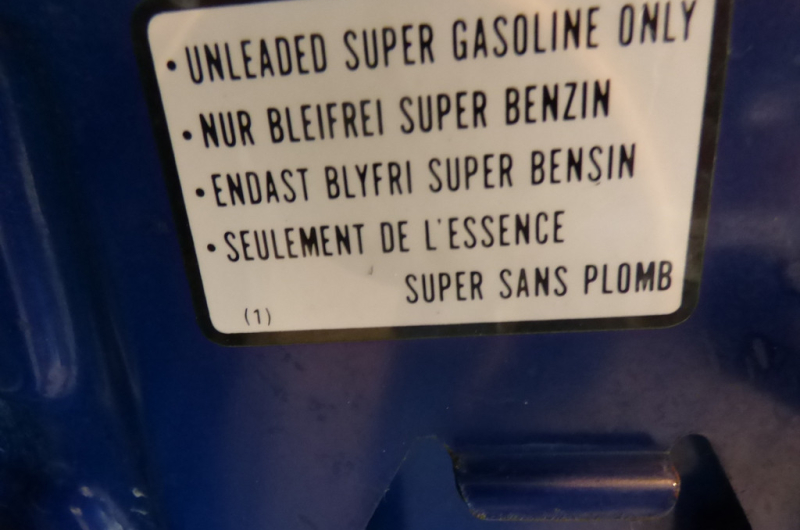 • UNLEADED SUPER GASOLINE ONLY
• NUR BLEIFREI SUPER BENZIN
• ENDAST BLYFRI SUPER BENSIN
• SEULEMENT DE L'ESSENCE
SUPER SANS PLOMB
(1)